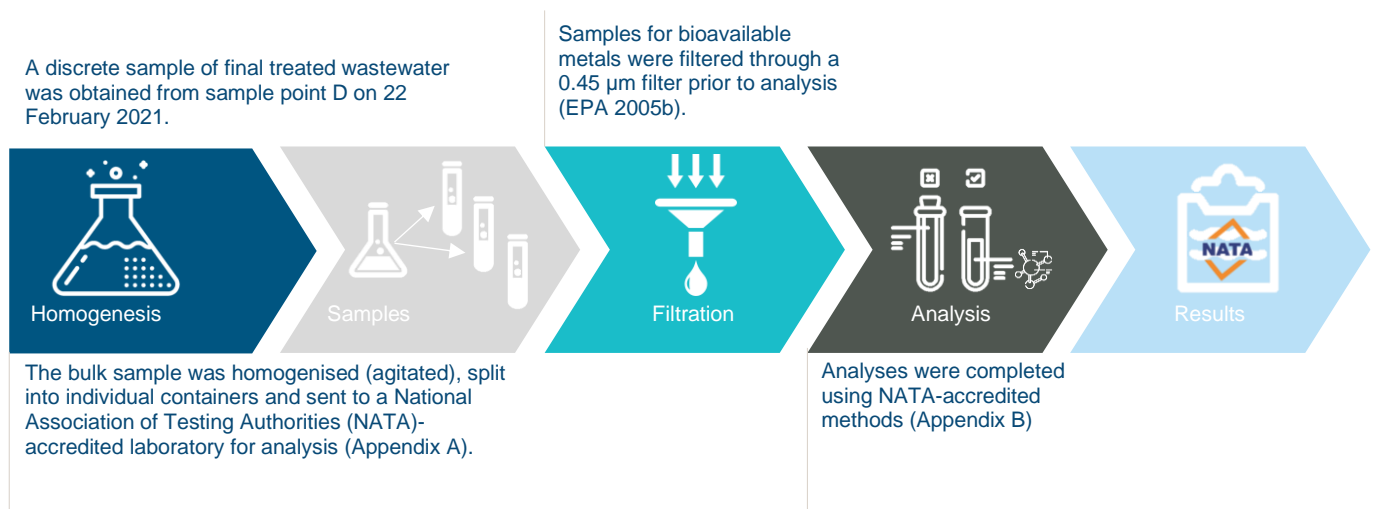 A discrete sample of final treated wastewater
was obtained from sample point D on 22
February 2021.
Samples for bioavailable
metals were filtered through a
0.45 µm filter prior to analysis
(EPA 2005b).
Homogenesis
Samples
Filtration
Analysis
NATA
Results
The bulk sample was homogenised (agitated), split
into individual containers and sent to a National
Association of Testing Authorities (NATA)-
accredited laboratory for analysis (Appendix A).
Analyses were completed
using NATA-accredited
methods (Appendix B)